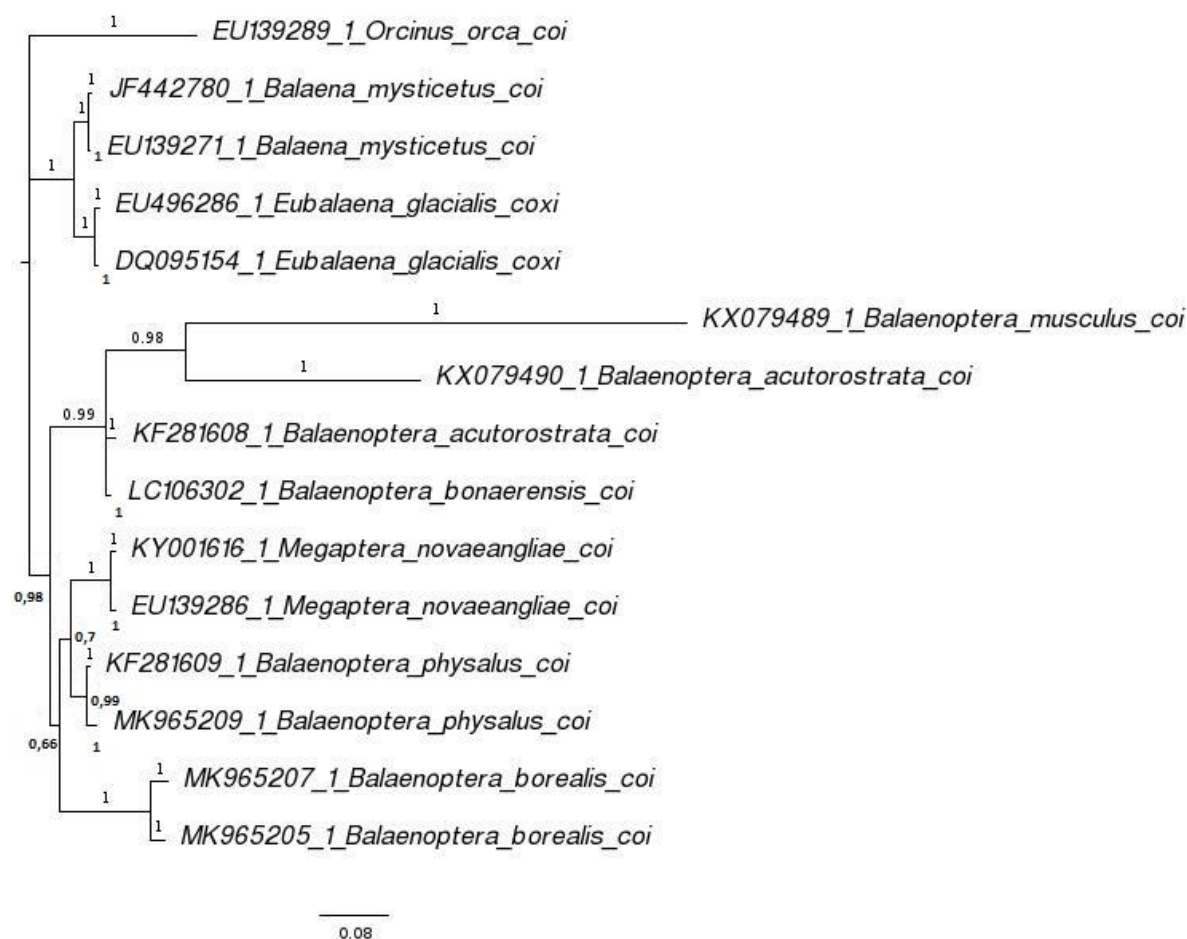 1
EU139289_1_Orcinus_orca_coi
1
JF442780_1_Balaena_mysticetus_coi
1
1
EU139271_1_Balaena_mysticetus_coi
1
1
EU496286_1_Eubalaena_glacialis_coxi
1
1
DQ095154_1_Eubalaena_glacialis_coxi
1
1
KX079489_1_Balaenoptera_musculus_coi
0.98
1
KX079490_1_Balaenoptera_acutorostrata_coi
0.99
1
KF281608_1_Balaenoptera_acutorostrata_coi
LC106302_1_Balaenoptera_bonaerensis_coi
1
1
KY001616_1_Megaptera_novaeangliae_coi
1
0,98
EU139286_1_Megaptera_novaeangliae_coi
1
0,7
1
KF281609_1_Balaenoptera_physalus_coi
0,99
MK965209_1_Balaenoptera_physalus_coi
1
0,66
1
MK965207_1_Balaenoptera_borealis_coi
1
1
MK965205_1_Balaenoptera_borealis_coi
0.08